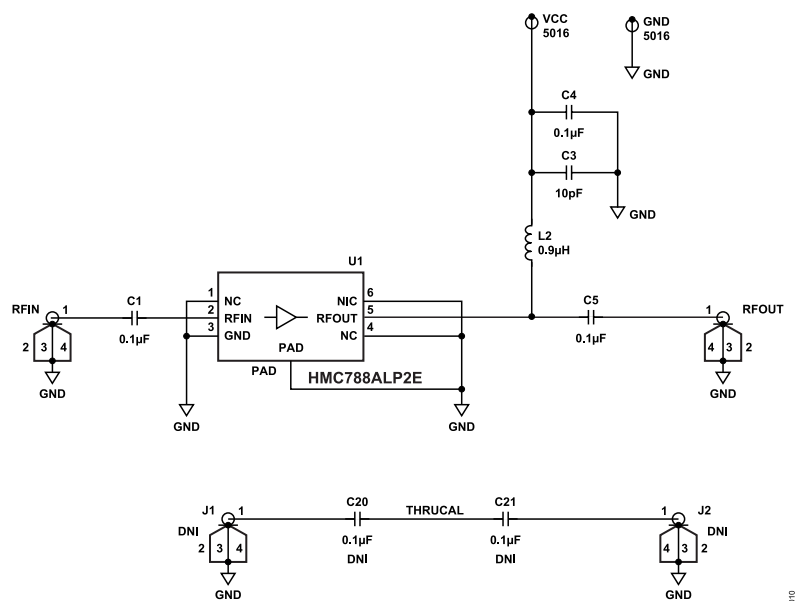 VCC
5016
GND
5016
GND
C4
0.1µF
C3
10pF
GND
L2
0.9µH
U1
RFIN
1
C1
0.1µF
1
NC
2
RFIN
3
GND
6
NIC
5
RFOUT
4
NC
PAD
PAD
HMC788ALP2E
C5
0.1µF
1
RFOUT
2 3 4
GND
4 3 2
GND
GND
GND
J1
1
DNI
2 3 4
GND
C20
0.1µF
DNI
THRUCAL
C21
0.1µF
DNI
1
J2
DNI
4 3 2
GND
010